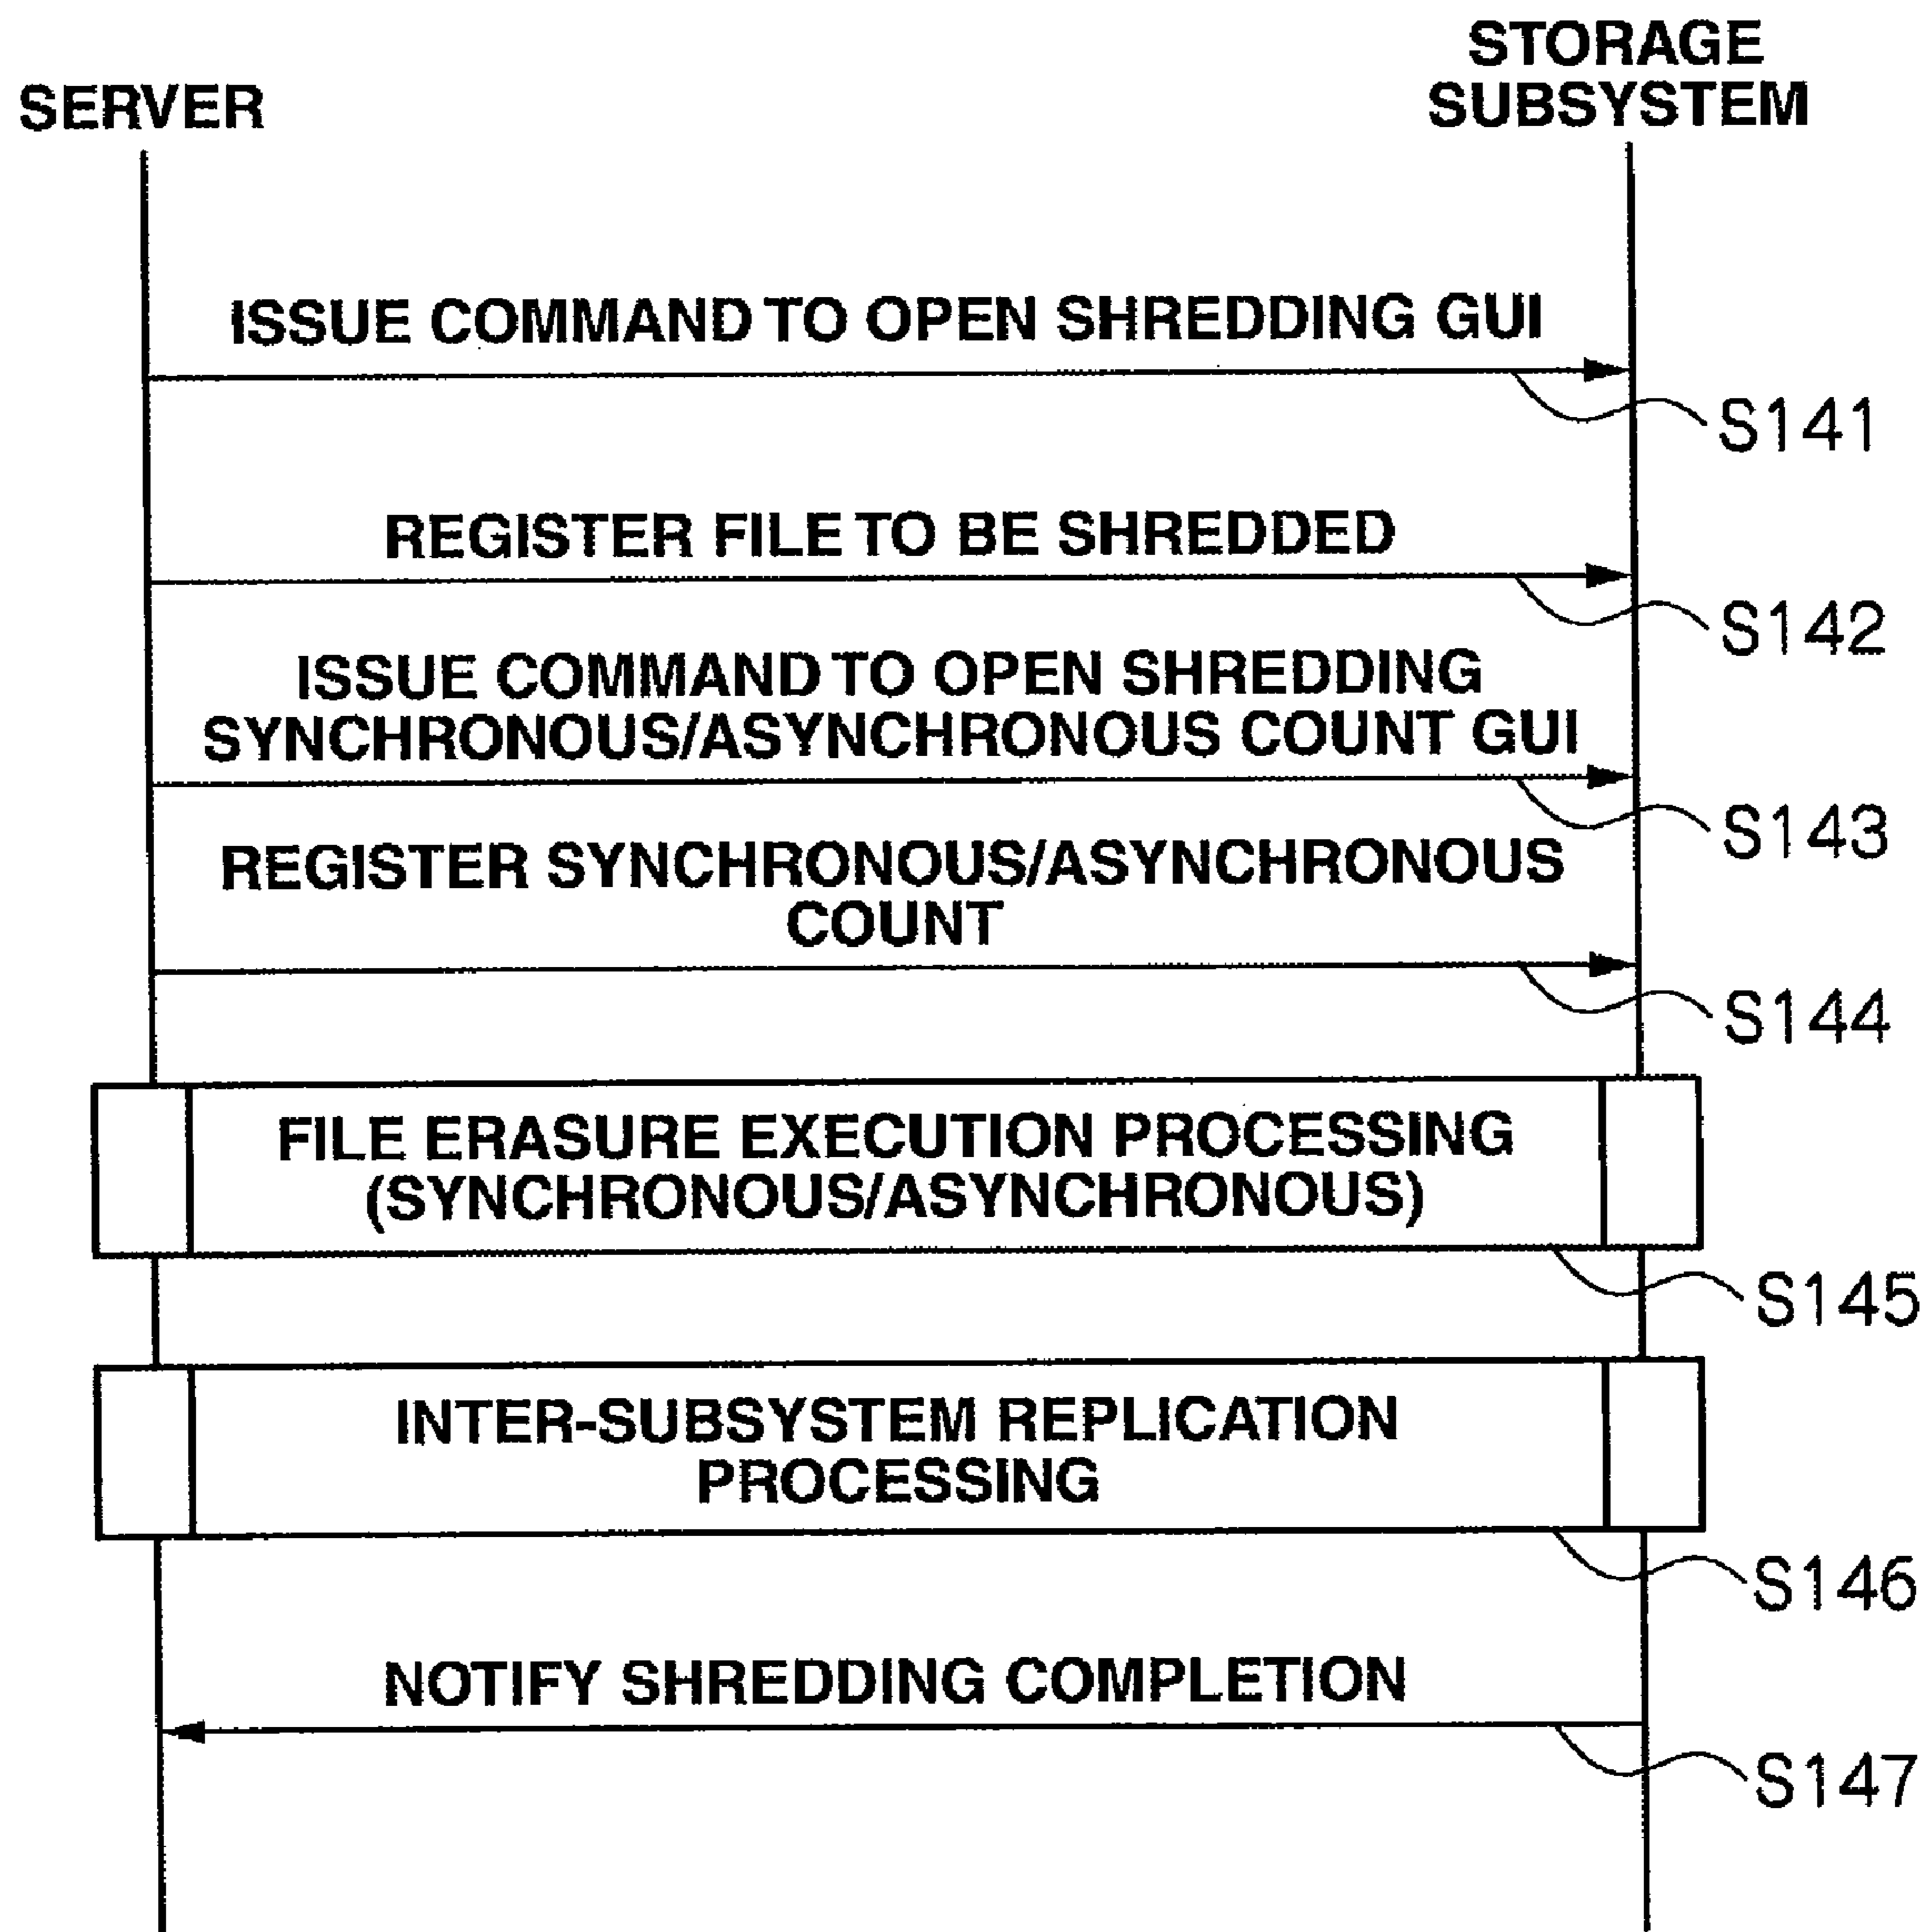 SERVER
STORAGE
SUBSYSTEM
ISSUE COMMAND TO OPEN SHREDDING GUI
S141
REGISTER FILE TO BE SHREDDED
S142
ISSUE COMMAND TO OPEN SHREDDING
SYNCHRONOUS/ASYNCHRONOUS COUNT GUI
S143
REGISTER SYNCHRONOUS/ASYNCHRONOUS
COUNT
S144
FILE ERASURE EXECUTION PROCESSING
(SYNCHRONOUS/ASYNCHRONOUS)
S145
INTER-SUBSYSTEM REPLICATION
PROCESSING
S146
NOTIFY SHREDDING COMPLETION
S147